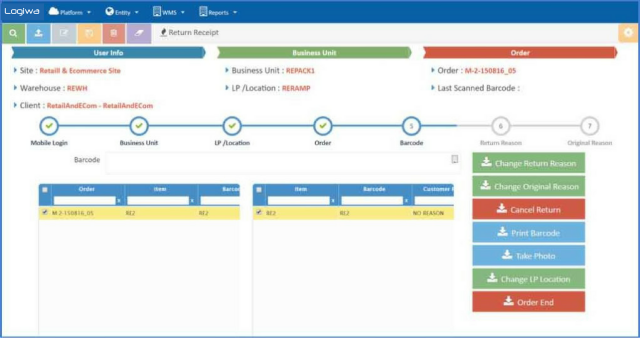 Logiwa Platform Entity WMS Reports
Return Receipt
User Info Business Unit Order
Site : Retaill & Ecommerce Site Business Unit : REPACK1 Order : M-2-150816_05
Warehouse : REWH LP /Location : RERAMP Last Scanned Barcode :
Client : RetailAndECom - RetailAndECom
5 6 7
Mobile Login Business Unit LP /Location Order Barcode Return Reason Original Reason
Barcode
Change Return Reason
Change Original Reason
Order Item Barcod Item Barcode Customer R
x x x x
M-2-150816_05 RE2 RE2 RE2 RE2 NO REASON
Cancel Return
Print Barcode
Take Photo
Change LP Location
Order End